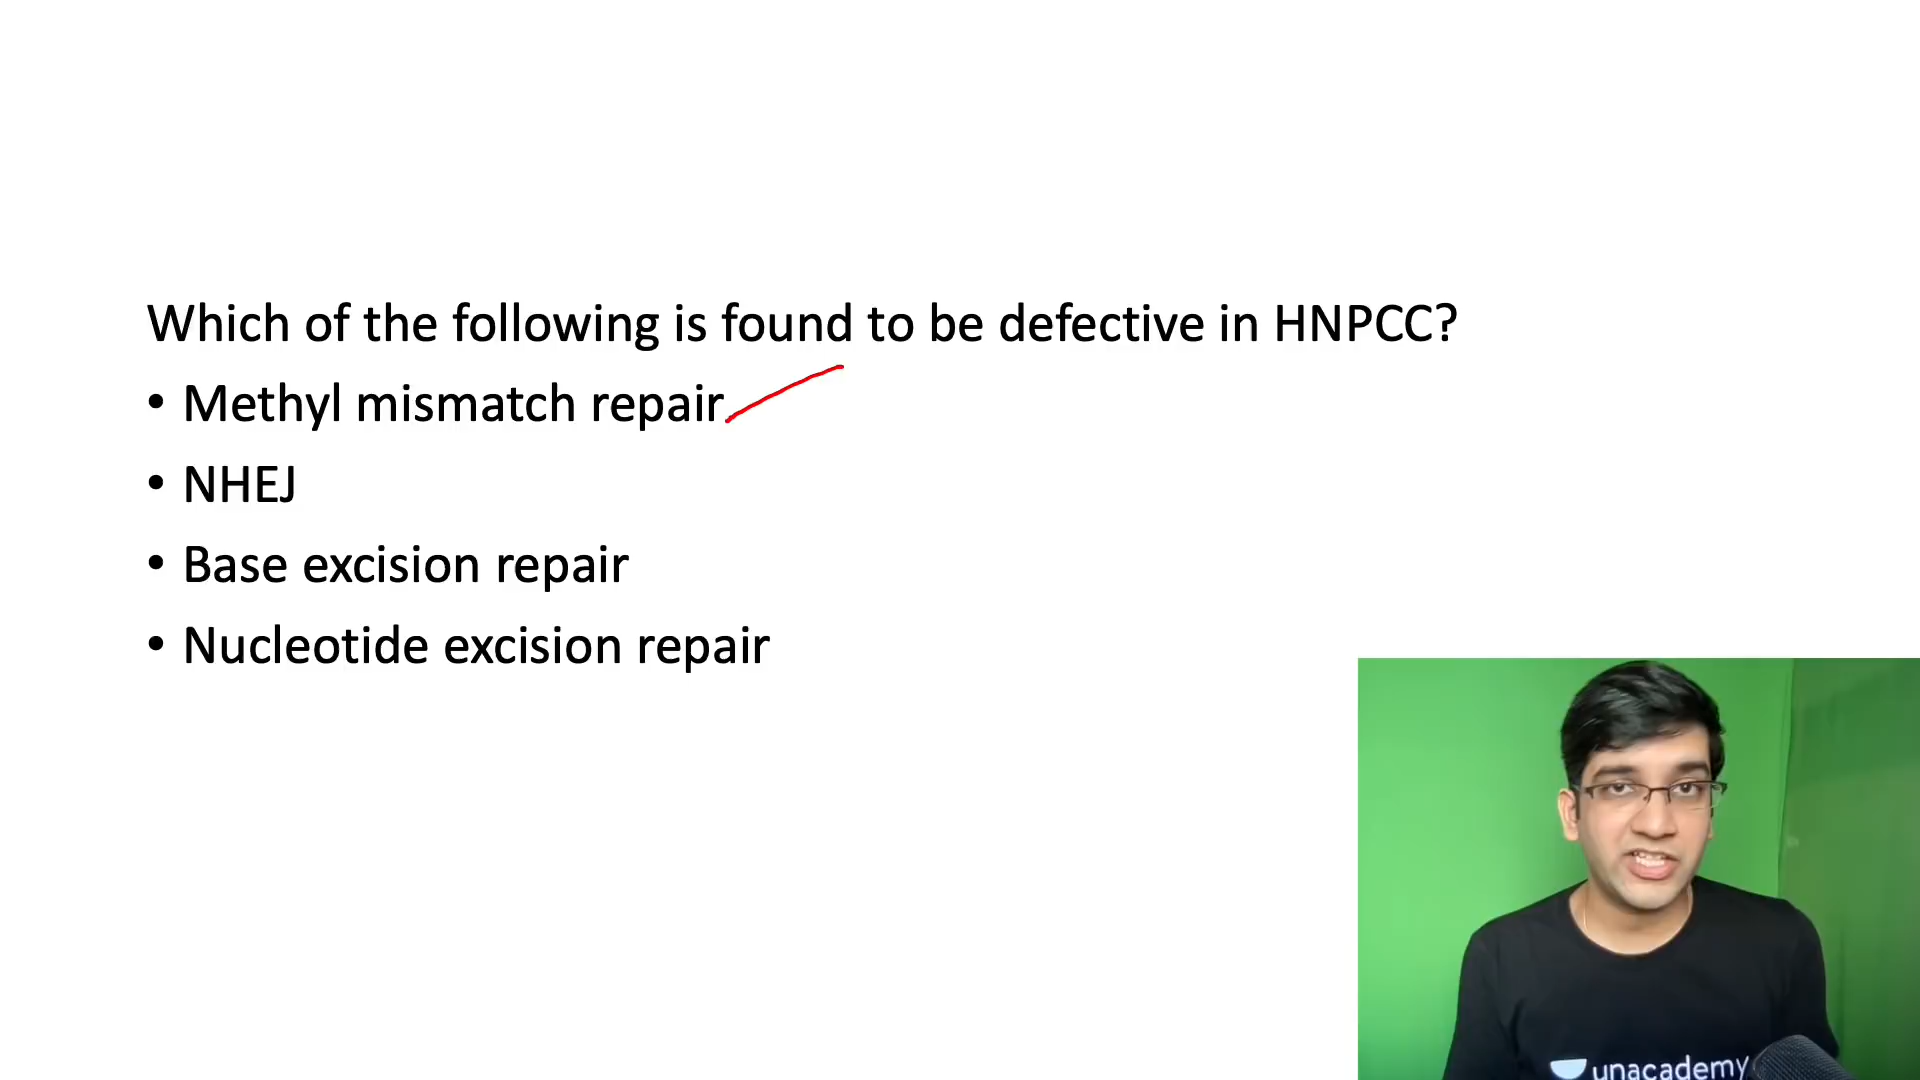 Which of the following is found to be defective in HNPCC?
• Methyl mismatch repair
• NHEJ
• Base excision repair
• Nucleotide excision repair
unacademy